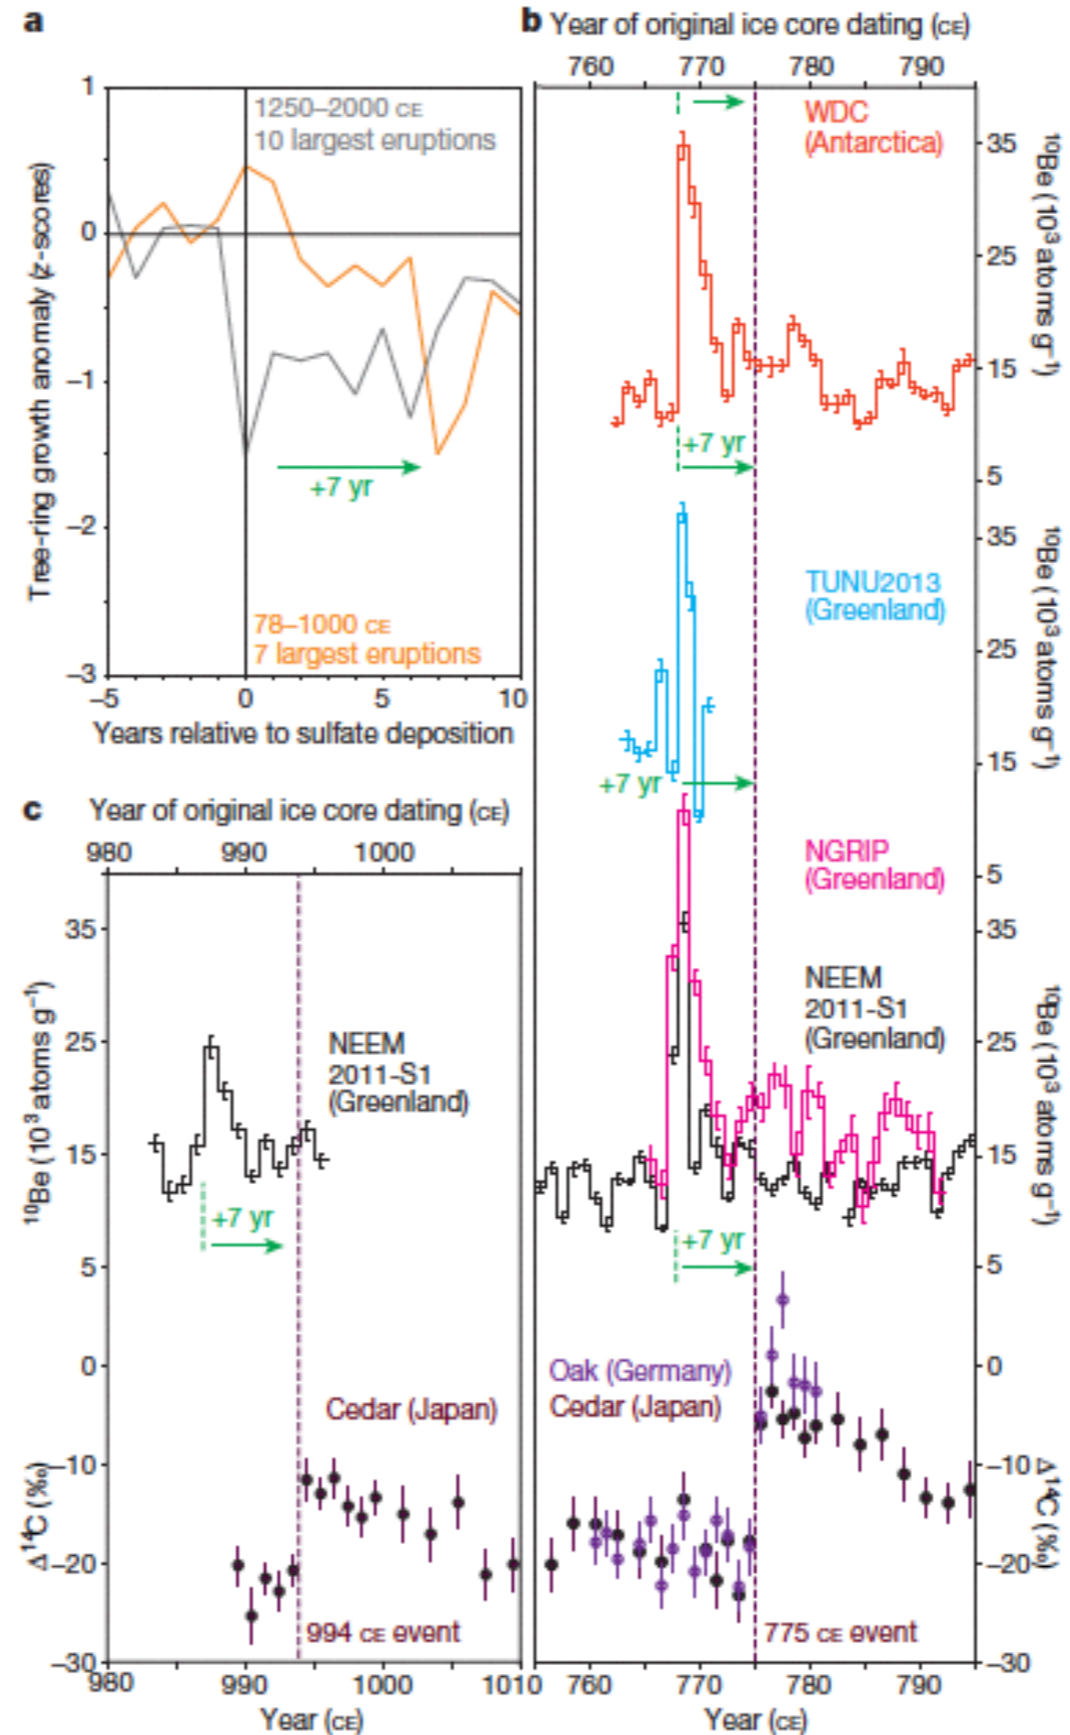 a
1250–2000 CE
10 largest eruptions
Tree-ring growth anomaly (z-scores)
1
0
–1
–2
–3
+7 yr
78–1000 CE
7 largest eruptions
–5
0
5
10
Years relative to sulfate deposition
b
Year of original ice core dating (CE)
760
770
780
790
WDC
(Antarctica)
35
25
15
5
¹⁰Be (10³ atoms g⁻¹)
+7 yr
TUNU2013
(Greenland)
35
25
15
5
¹⁰Be (10³ atoms g⁻¹)
+7 yr
NGRIP
(Greenland)
NEEM
2011-S1
(Greenland)
35
25
15
5
¹⁰Be (10³ atoms g⁻¹)
+7 yr
Oak (Germany)
Cedar (Japan)
0
–10
–20
–30
Δ¹⁴C (‰)
775 CE event
760
770
780
790
Year (CE)
c
Year of original ice core dating (CE)
980
990
1000
35
25
15
5
¹⁰Be (10³ atoms g⁻¹)
NEEM
2011-S1
(Greenland)
+7 yr
Cedar (Japan)
0
–10
–20
–30
Δ¹⁴C (‰)
994 CE event
980
990
1000
1010
Year (CE)